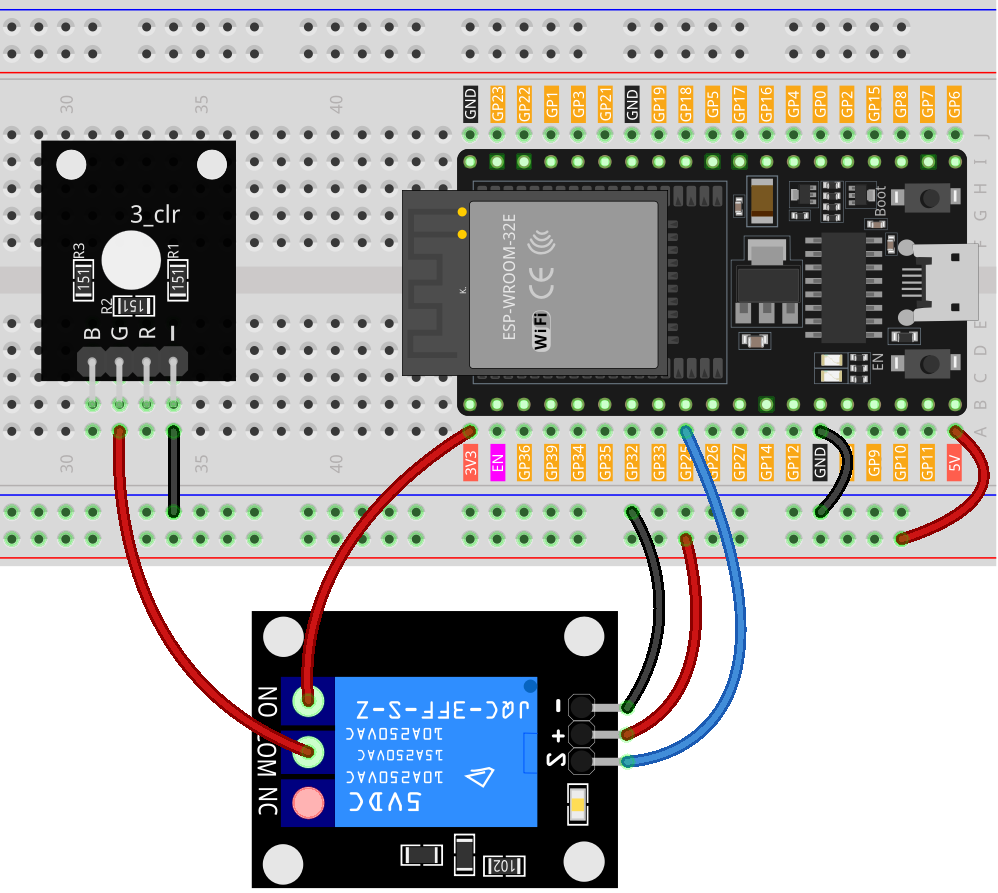 GND GP23 GP22 GP1 GP3 GP21 GND GP19 GP18 GP5 GP17 GP16 GP4 GP0 GP2 GP15 GP8 GP7 GP6
30 35 40
J
I
H
G
F
E
D
C
B
A
3_clr
R3 151
R2 151
R1 151
B G R –
K.
ESP-WROOM-32E
CE
WiFi
Boot
EN
3V3 EN GP36 GP39 GP34 GP35 GP32 GP33 GP25 GP26 GP27 GP14 GP12 GND GP9 GP10 GP11 5V
30 35 40
NO
COM
NC
JQC-3FF-S-Z
10A250VAC
15A250VAC
10A250VAC
5VDC
-
+
S
102